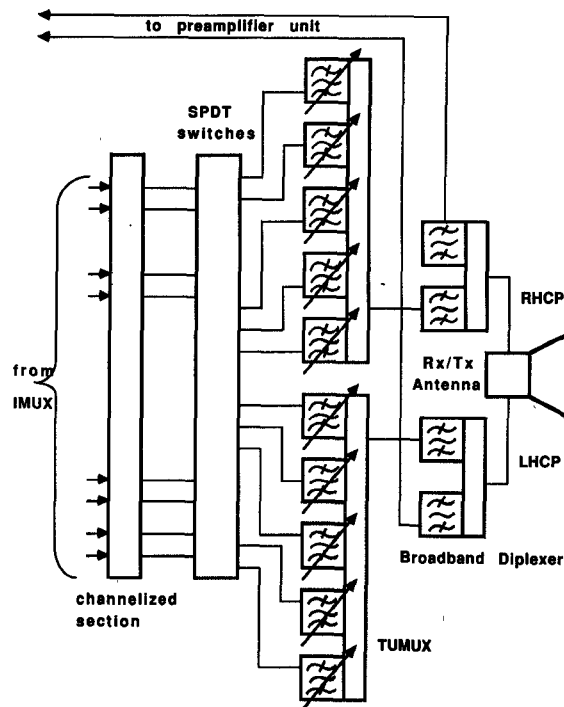 to preamplifier unit
SPDT
switches
RHCP
from
IMUX
Rx/Tx
Antenna
LHCP
Broadband Diplexer
channelized
section
TUMUX